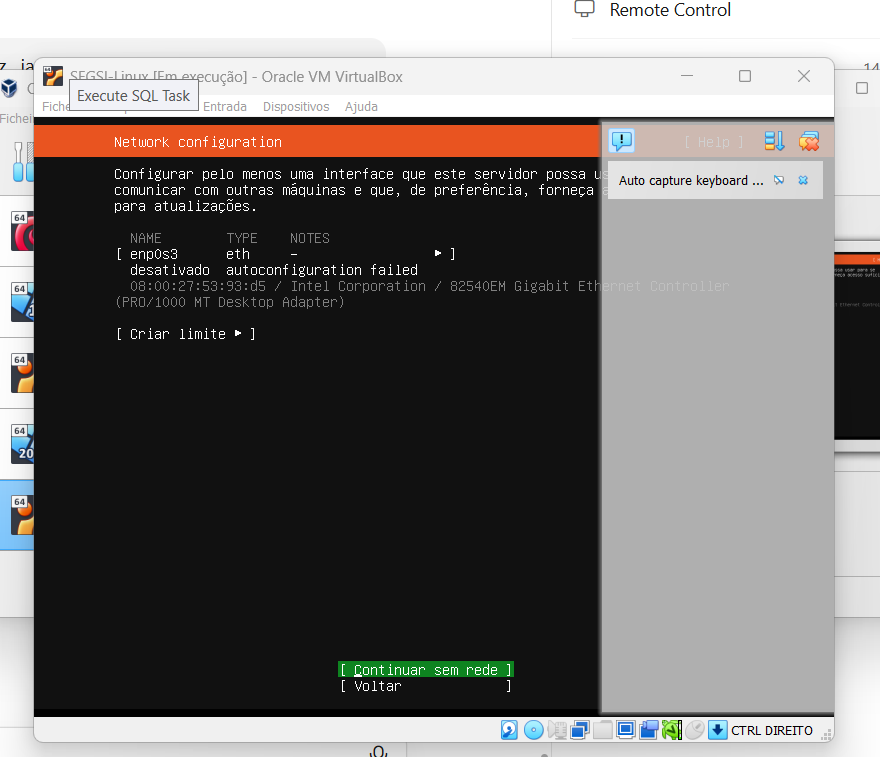 Remote Control
SEGSI-Linux [Em execução] - Oracle VM VirtualBox
Execute SQL Task
Entrada Dispositivos Ajuda
Ficheir
Network configuration [ Help ]
Configurar pelo menos uma interface que este servidor possa
comunicar com outras máquinas e que, de preferência, forneça
para atualizações.
Auto capture keyboard ...
NAME TYPE NOTES
[ enp0s3 eth – ▸ ]
desativado autoconfiguration failed
08:00:27:53:93:d5 / Intel Corporation / 82540EM Gigabit Ethernet Controller
(PRO/1000 MT Desktop Adapter)
[ Criar limite ▸ ]
64
64
64
64
20
64
[ Continuar sem rede ]
[ Voltar ]
CTRL DIREITO